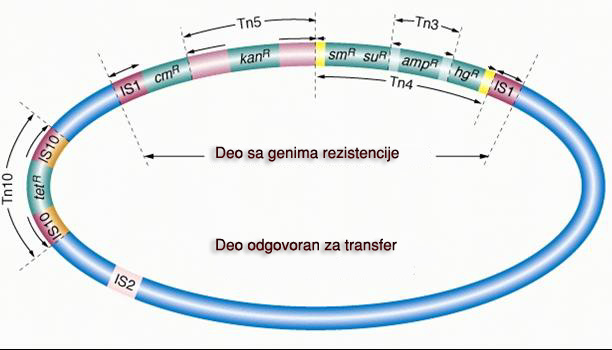 Tn5
Tn3
IS1
cmR
kanR
smR
suR
ampR
hgR
IS1
Tn4
Deo sa genima rezistencije
IS10
Tn10
tetR
IS10
Deo odgovoran za transfer
IS2